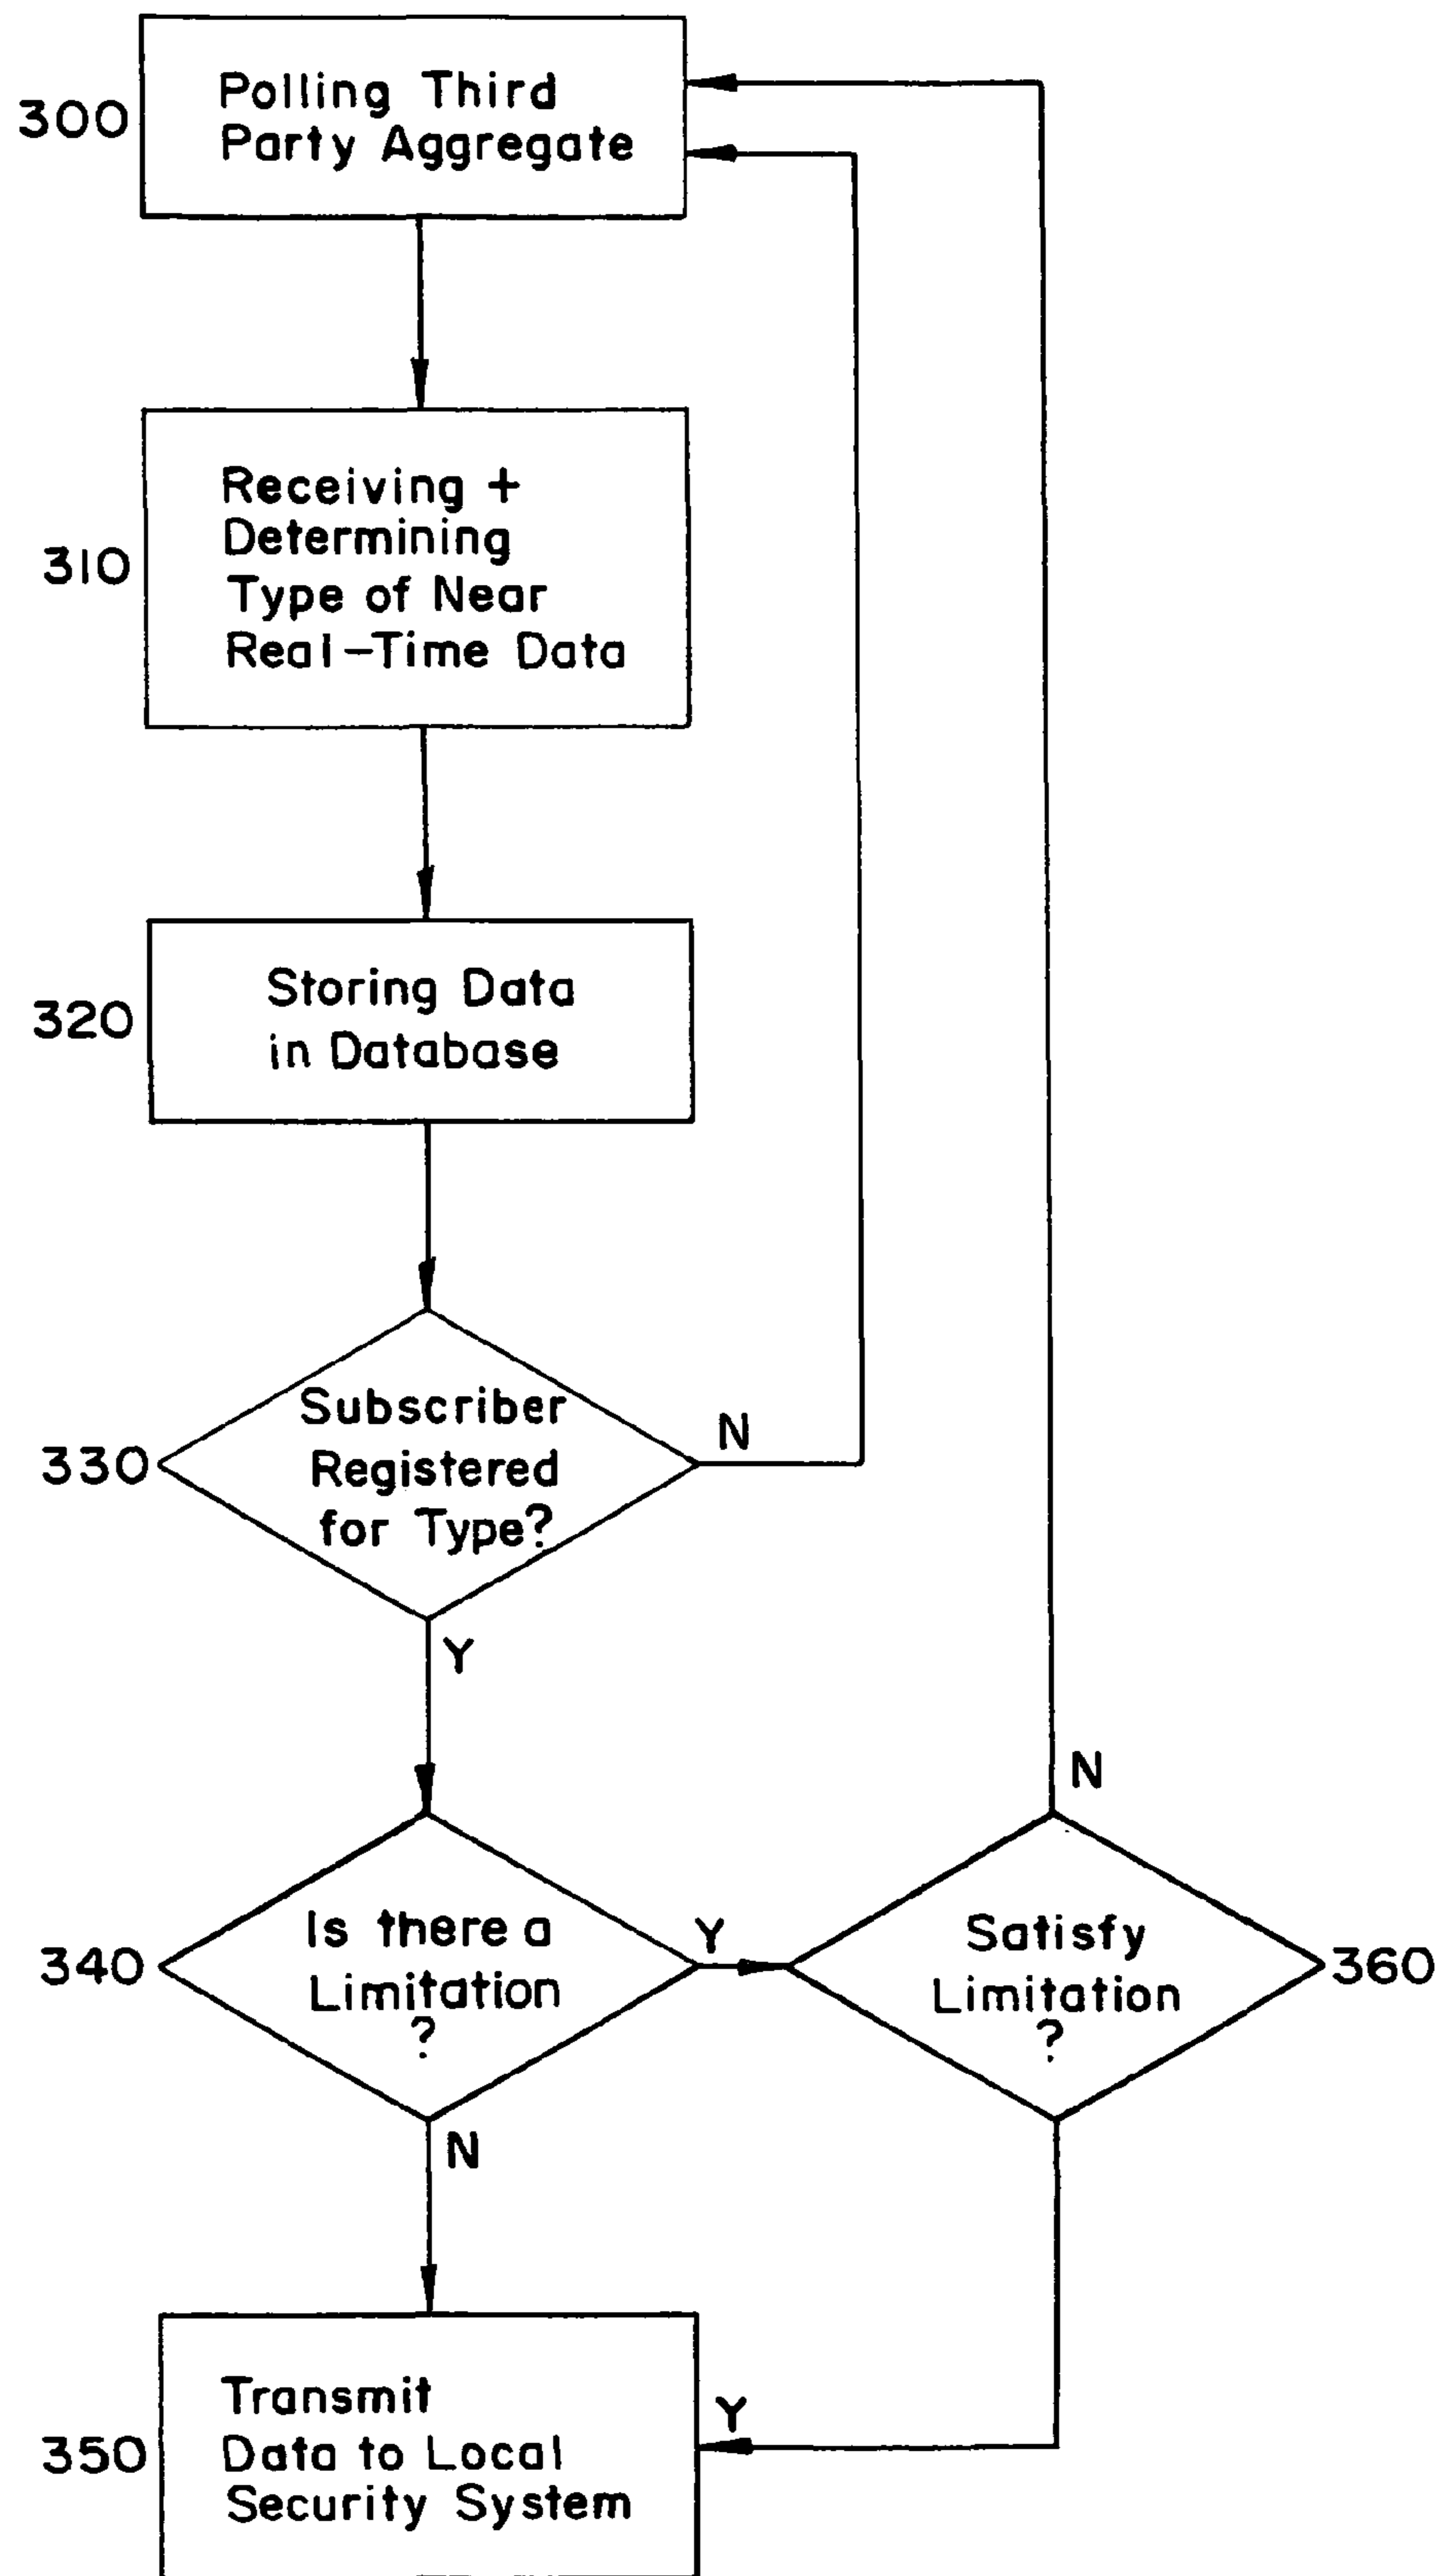 300
Polling Third
Party Aggregate
310
Receiving +
Determining
Type of Near
Real-Time Data
320
Storing Data
in Database
330
Subscriber
Registered
for Type?
N
Y
340
Is there a
Limitation
?
Y
N
Satisfy
Limitation
?
360
N
Y
350
Transmit
Data to Local
Security System